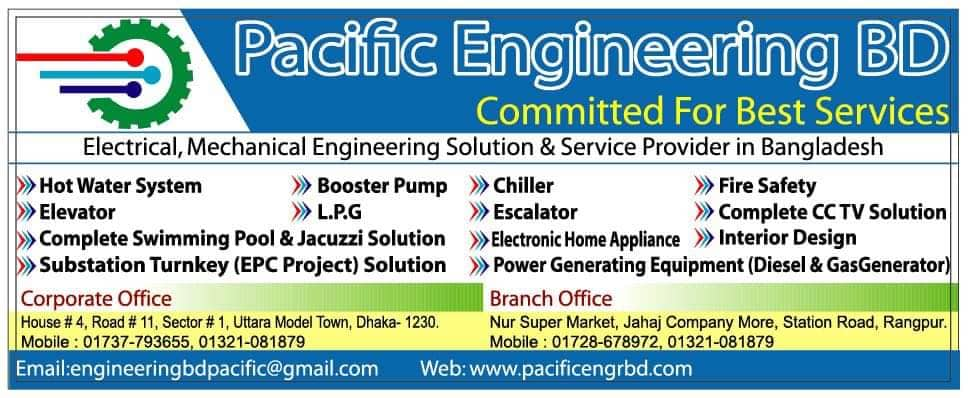 Pacific Engineering BD
Committed For Best Services
Electrical, Mechanical Engineering Solution & Service Provider in Bangladesh
Hot Water System Booster Pump Chiller Fire Safety
Elevator L.P.G Escalator Complete CC TV Solution
Complete Swimming Pool & Jacuzzi Solution Electronic Home Appliance Interior Design
Substation Turnkey (EPC Project) Solution Power Generating Equipment (Diesel & GasGenerator)
Corporate Office
House # 4, Road # 11, Sector # 1, Uttara Model Town, Dhaka- 1230.
Mobile : 01737-793655, 01321-081879
Branch Office
Nur Super Market, Jahaj Company More, Station Road, Rangpur.
Mobile : 01728-678972, 01321-081879
Email:engineeringbdpacific@gmail.com Web: www.pacificengrbd.com